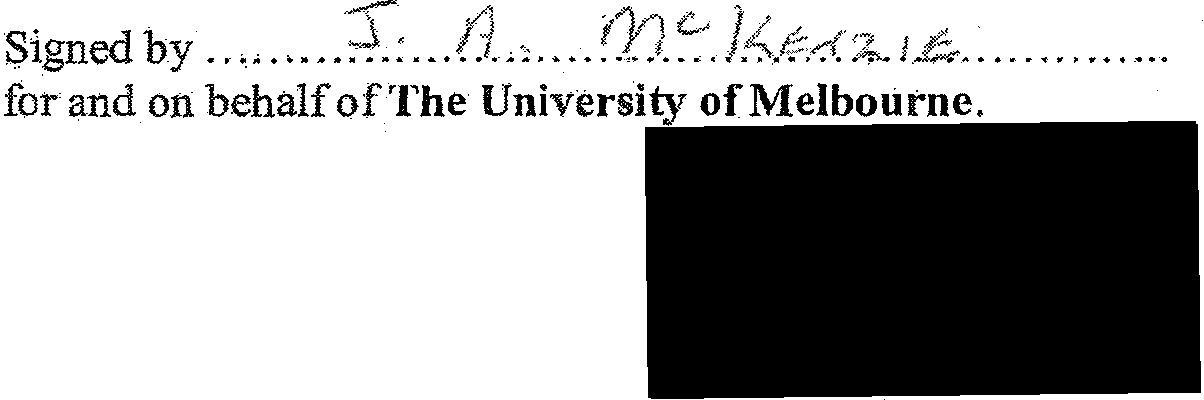 Signed by ........J. A. McKENZIE........
for and on behalf of The University of Melbourne.